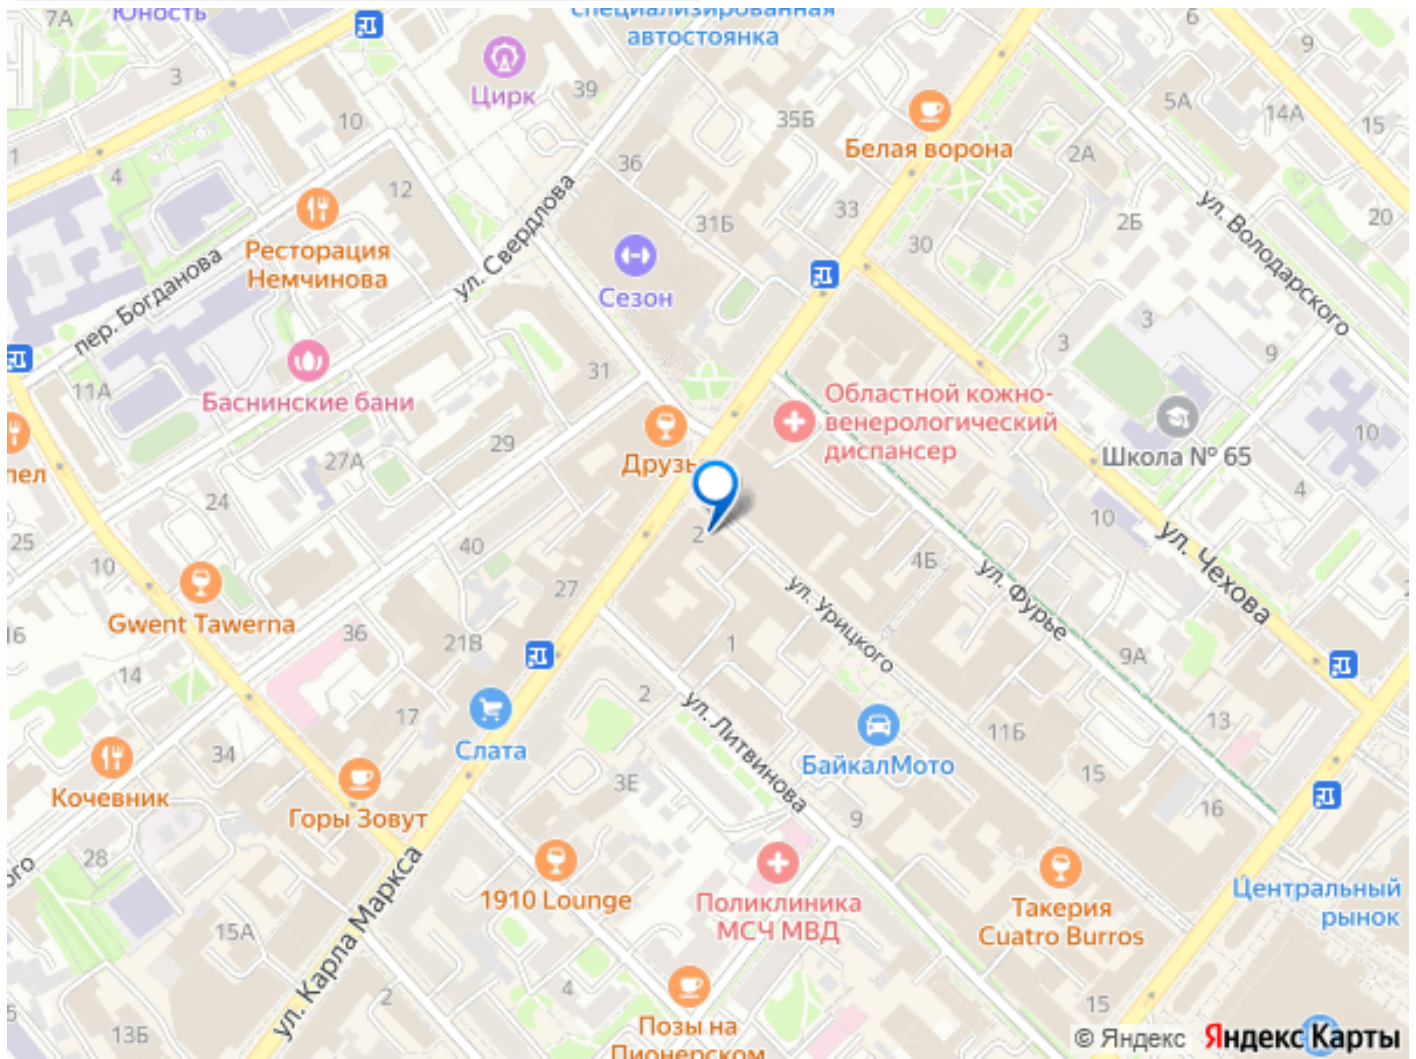 7А
Юность
специализированная
автостоянка
6
9
3
Цирк
39
5А
14А
15
10
35Б
Белая ворона
1
4
12
36
2А
ул. Свердлова
ул. Володарского
Ресторация
Немчинова
31Б
33
2Б
20
30
пер. Богданова
Сезон
3
3
9
11А
Баснинские бани
31
Областной кожно-
венерологический
диспансер
29
Друзь
Школа № 65
10
пел
27А
24
4
25
10
40
2
10
ул. Чехова
27
4Б
ул. Фурье
ул. Урицкого
16
Gwent Tawerna
36
21В
1
9А
14
2
17
ул. Литвинова
13
11Б
34
Слата
БайкалМото
15
Кочевник
3Е
16
Горы Зовут
9
28
ого
ул. Карла Маркса
1910 Lounge
Поликлиника
МСЧ МВД
Такерия
Cuatro Burros
Центральный
рынок
15А
4
2
5
13Б
15
Позы на
Пионерском
© Яндекс Яндекс Карты